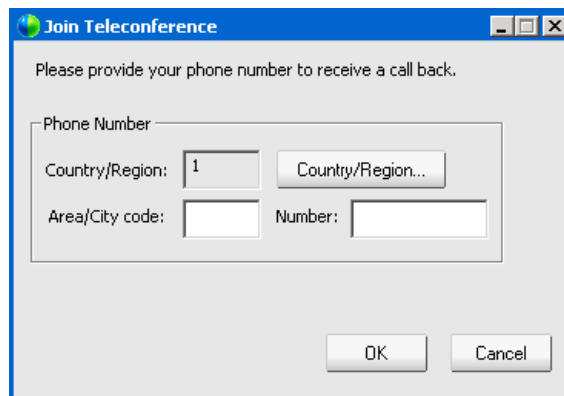 Join Teleconference
Please provide your phone number to receive a call back.
Phone Number
Country/Region: 1 Country/Region...
Area/City code: Number:
OK Cancel